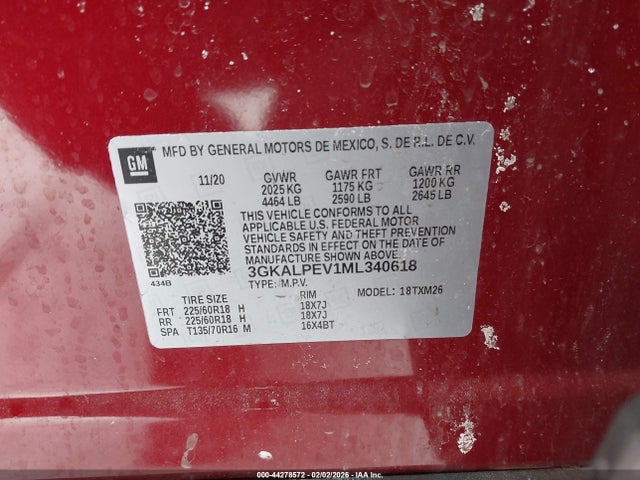 GM
MFD BY GENERAL MOTORS DE MEXICO, S. DE R.L. DE C.V.
11/20 GVWR GAWR FRT GAWR RR
2025 KG 1175 KG 1200 KG
4464 LB 2590 LB 2645 LB
THIS VEHICLE CONFORMS TO ALL
APPLICABLE U.S. FEDERAL MOTOR
VEHICLE SAFETY AND THEFT PREVENTION
STANDARDS IN EFFECT ON THE DATE
OF MANUFACTURE SHOWN ABOVE.
3GKALPEV1ML340618
434B TYPE: M.P.V.
TIRE SIZE RIM MODEL: 18TXM26
FRT 225/60R18 H 18X7J
RR 225/60R18 H 18X7J
SPA T135/70R16 M 16X4BT
000-44278572 - 02/02/2026 - IAA Inc.